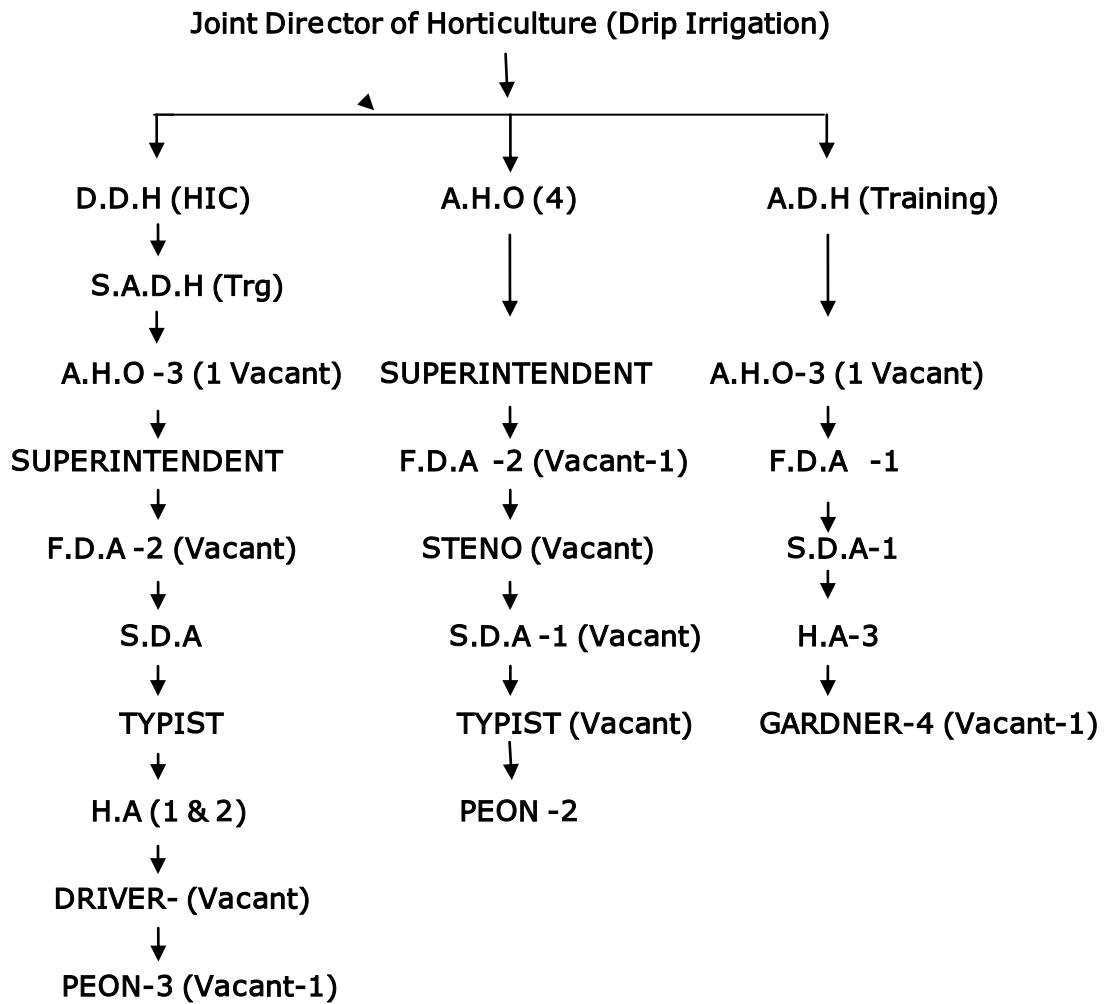 Joint Director of Horticulture (Drip Irrigation)
D.D.H (HIC) A.H.O (4) A.D.H (Training)
S.A.D.H (Trg)
A.H.O -3 (1 Vacant) SUPERINTENDENT A.H.O-3 (1 Vacant)
SUPERINTENDENT F.D.A -2 (Vacant-1) F.D.A -1
F.D.A -2 (Vacant) STENO (Vacant) S.D.A-1
S.D.A S.D.A -1 (Vacant) H.A-3
TYPIST TYPIST (Vacant) GARDNER-4 (Vacant-1)
H.A (1 & 2) PEON -2
DRIVER- (Vacant)
PEON-3 (Vacant-1)